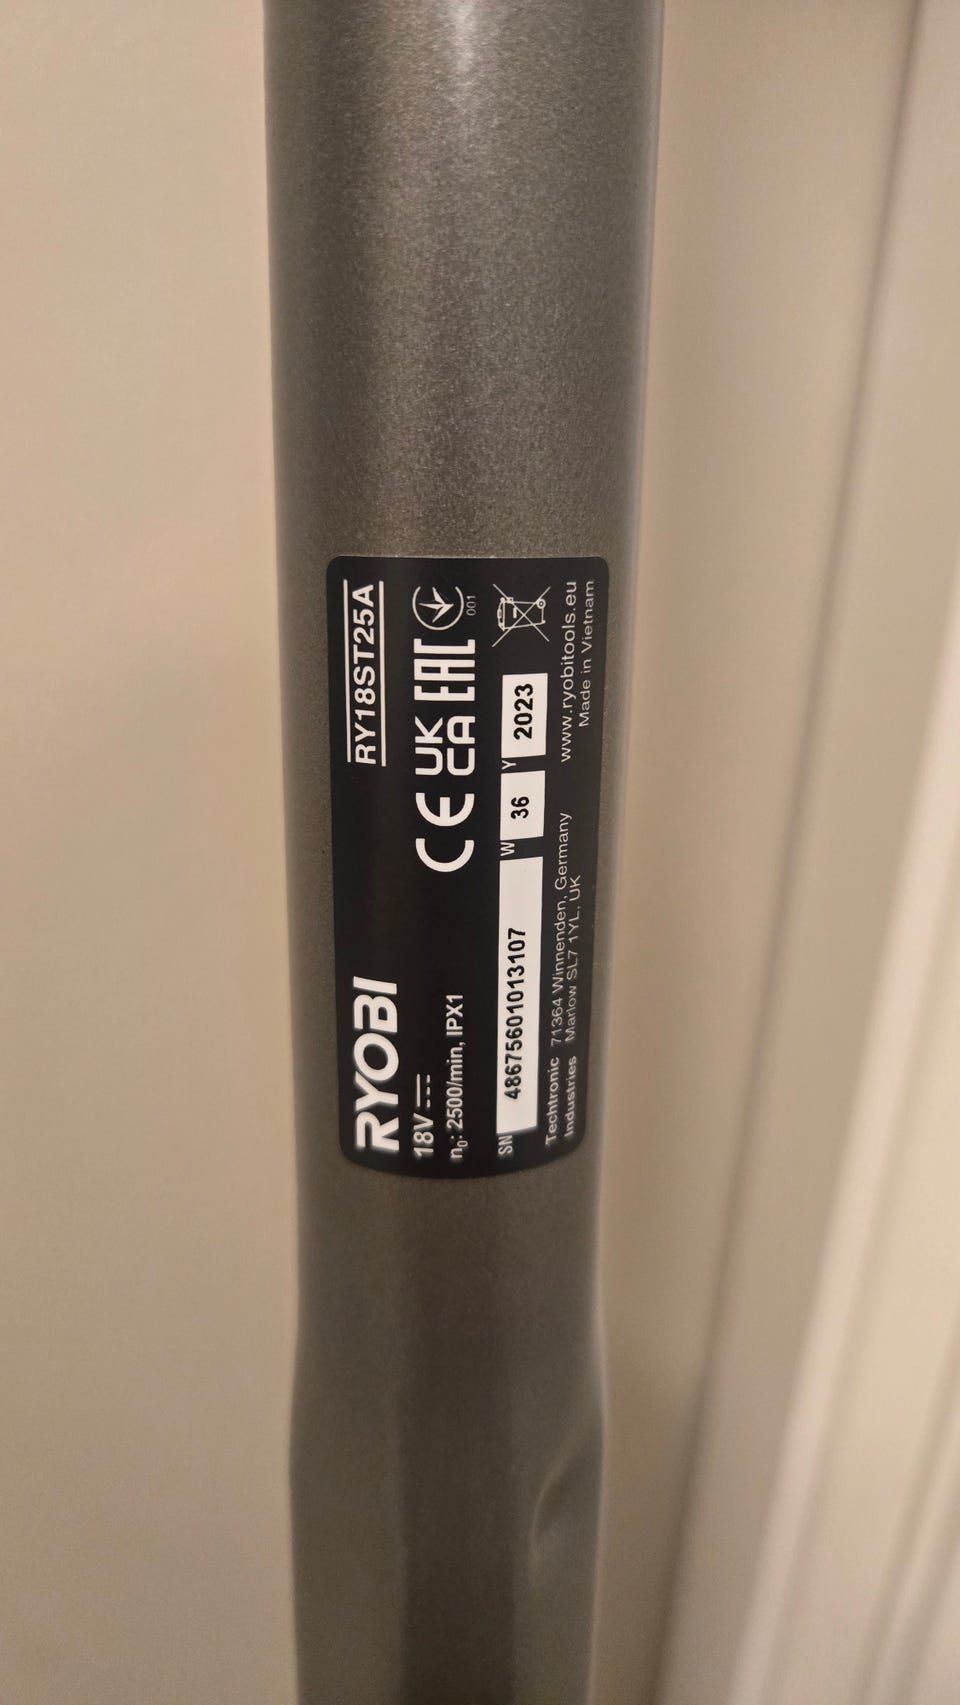 RYOBI RY18ST25A
18V
n₀: 2500/min, IPX1
CE UK CA EAC 001
SN 48675601013107 W 36 Y 2023
Techtronic Industries
71364 Winnenden, Germany
Marlow SL7 1YL, UK
www.ryobitools.eu
Made in Vietnam